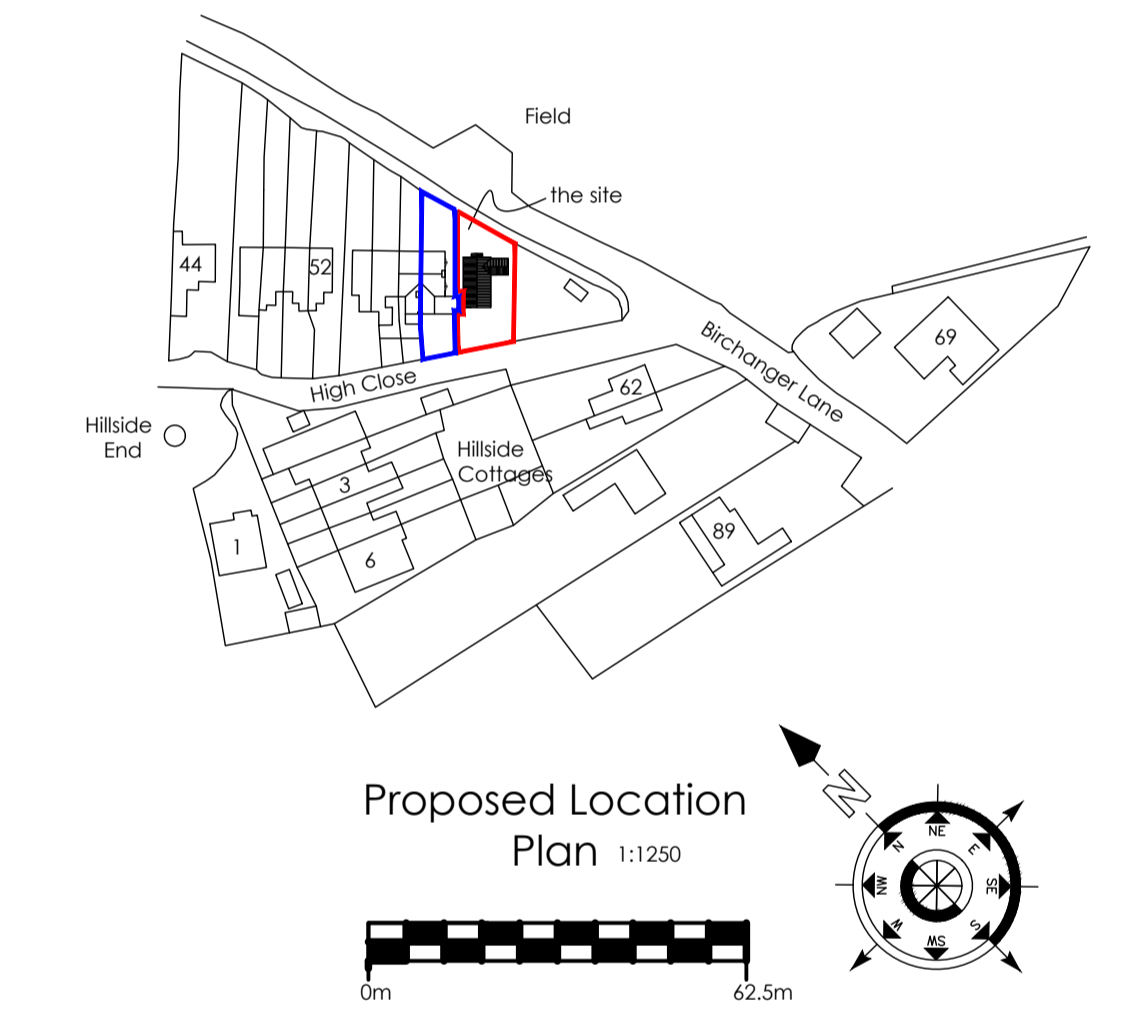 Field
the site
44
52
High Close
Birchanger Lane
69
62
Hillside
End
Hillside
Cottages
3
1
6
89
Proposed Location
Plan 1:1250
0m
62.5m
N
NE
E
SE
S
SW
W
NW
N